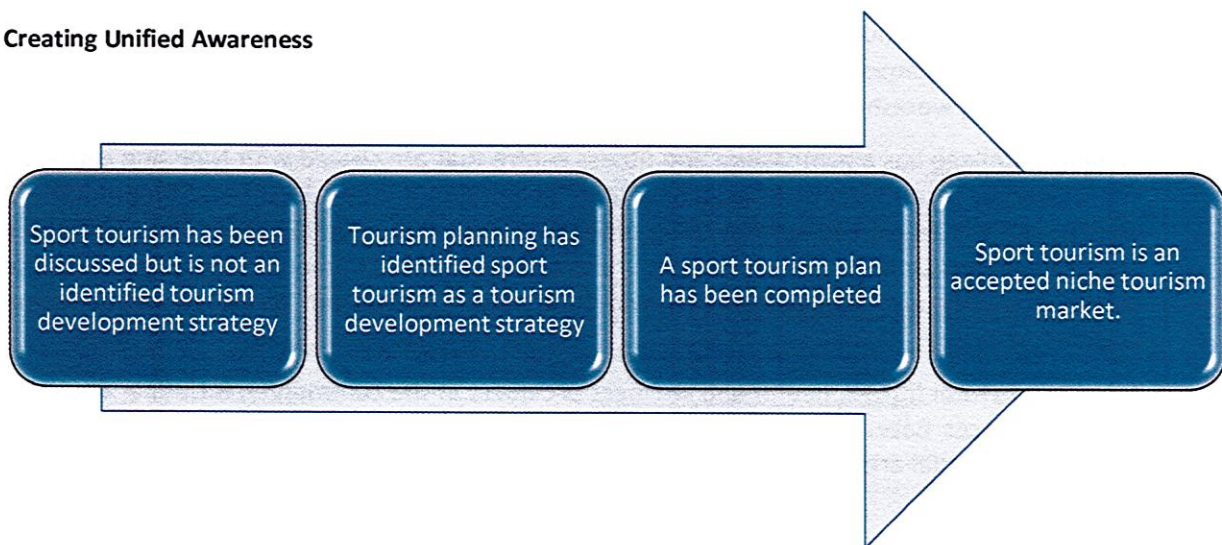 Creating Unified Awareness
Sport tourism has been
discussed but is not an
identified tourism
development strategy
Tourism planning has
identified sport
tourism as a tourism
development strategy
A sport tourism plan
has been completed
Sport tourism is an
accepted niche tourism
market.